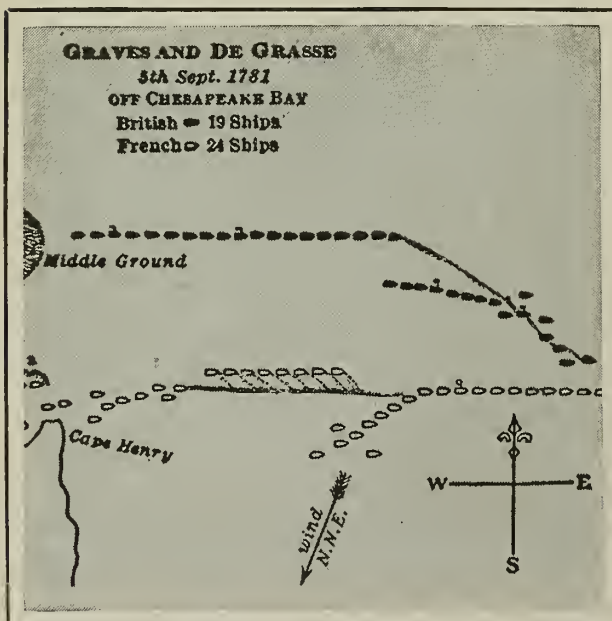 GRAVES AND DE GRASSE
5th Sept. 1781
OFF CHESAPEAKE BAY
British 19 Ships
French 24 Ships
Middle Ground
Cape Henry
wind
N.N.E.
W E
S